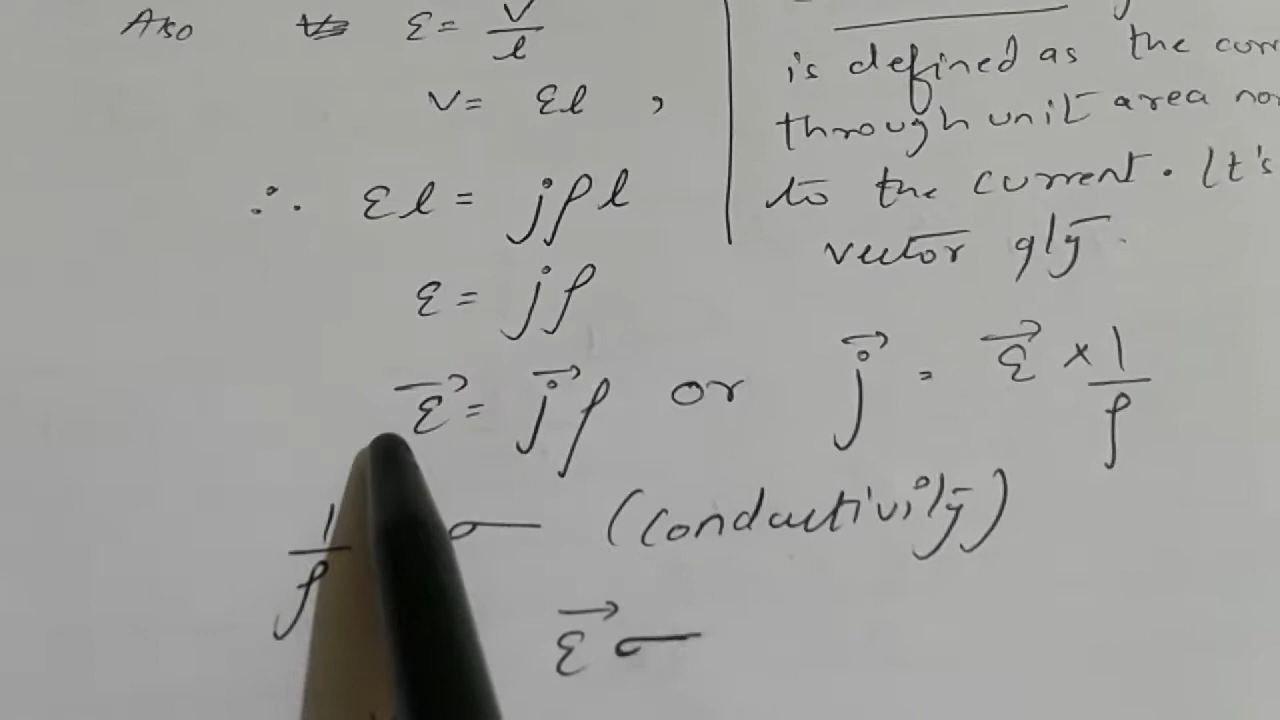 Also ε = V/l
V = εl ,
∴ εl = jρl
ε = jρ
ε⃗ = j⃗ρ or j⃗ = ε⃗ × 1/ρ
1/ρ σ (conductivity)
ε⃗ σ
is defined as the curr
through unit area nor
to the current. It's
vector qty.